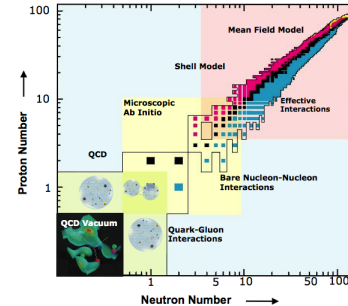 100
Mean Field Model
Shell Model
Proton Number
10
Microscopic
Ab Initio
Effective
Interactions
QCD
Bare Nucleon-Nucleon
Interactions
1
QCD Vacuum
Quark-Gluon
Interactions
1
5
10
50
100
Neutron Number